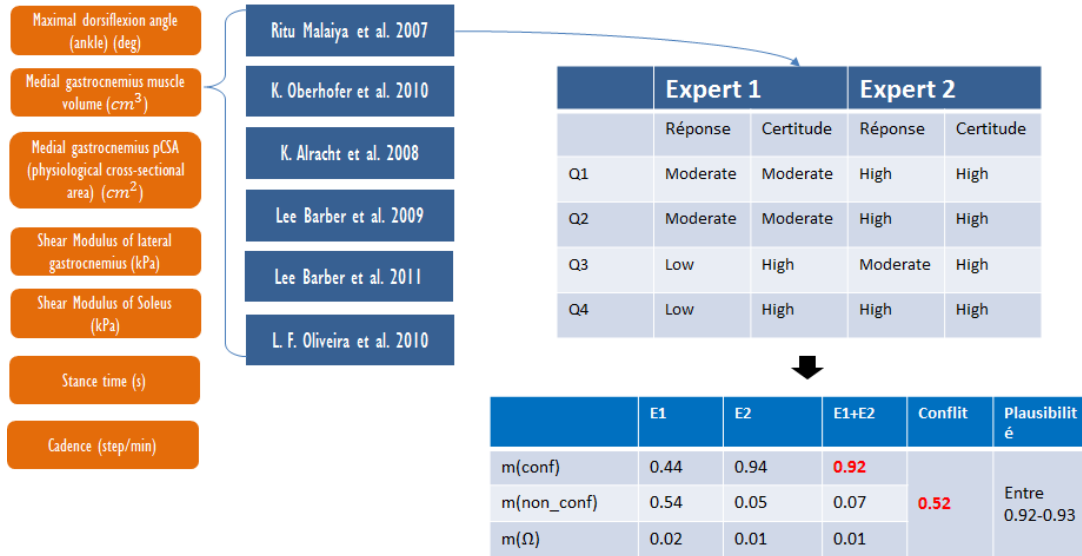 Maximal dorsiflexion angle
(ankle) (deg)
Medial gastrocnemius muscle
volume (cm³)
Medial gastrocnemius pCSA
(physiological cross-sectional
area) (cm²)
Shear Modulus of lateral
gastrocnemius (kPa)
Shear Modulus of Soleus
(kPa)
Stance time (s)
Cadence (step/min)
Ritu Malaiya et al. 2007
K. Oberhofer et al. 2010
K. Alracht et al. 2008
Lee Barber et al. 2009
Lee Barber et al. 2011
L. F. Oliveira et al. 2010
Expert 1 Expert 2
Réponse Certitude Réponse Certitude
Q1 Moderate Moderate High High
Q2 Moderate Moderate High High
Q3 Low High Moderate High
Q4 Low High High High
E1 E2 E1+E2 Conflit Plausibilit
é
m(conf) 0.44 0.94 0.92
m(non_conf) 0.54 0.05 0.07 0.52 Entre
0.92-0.93
m(Ω) 0.02 0.01 0.01